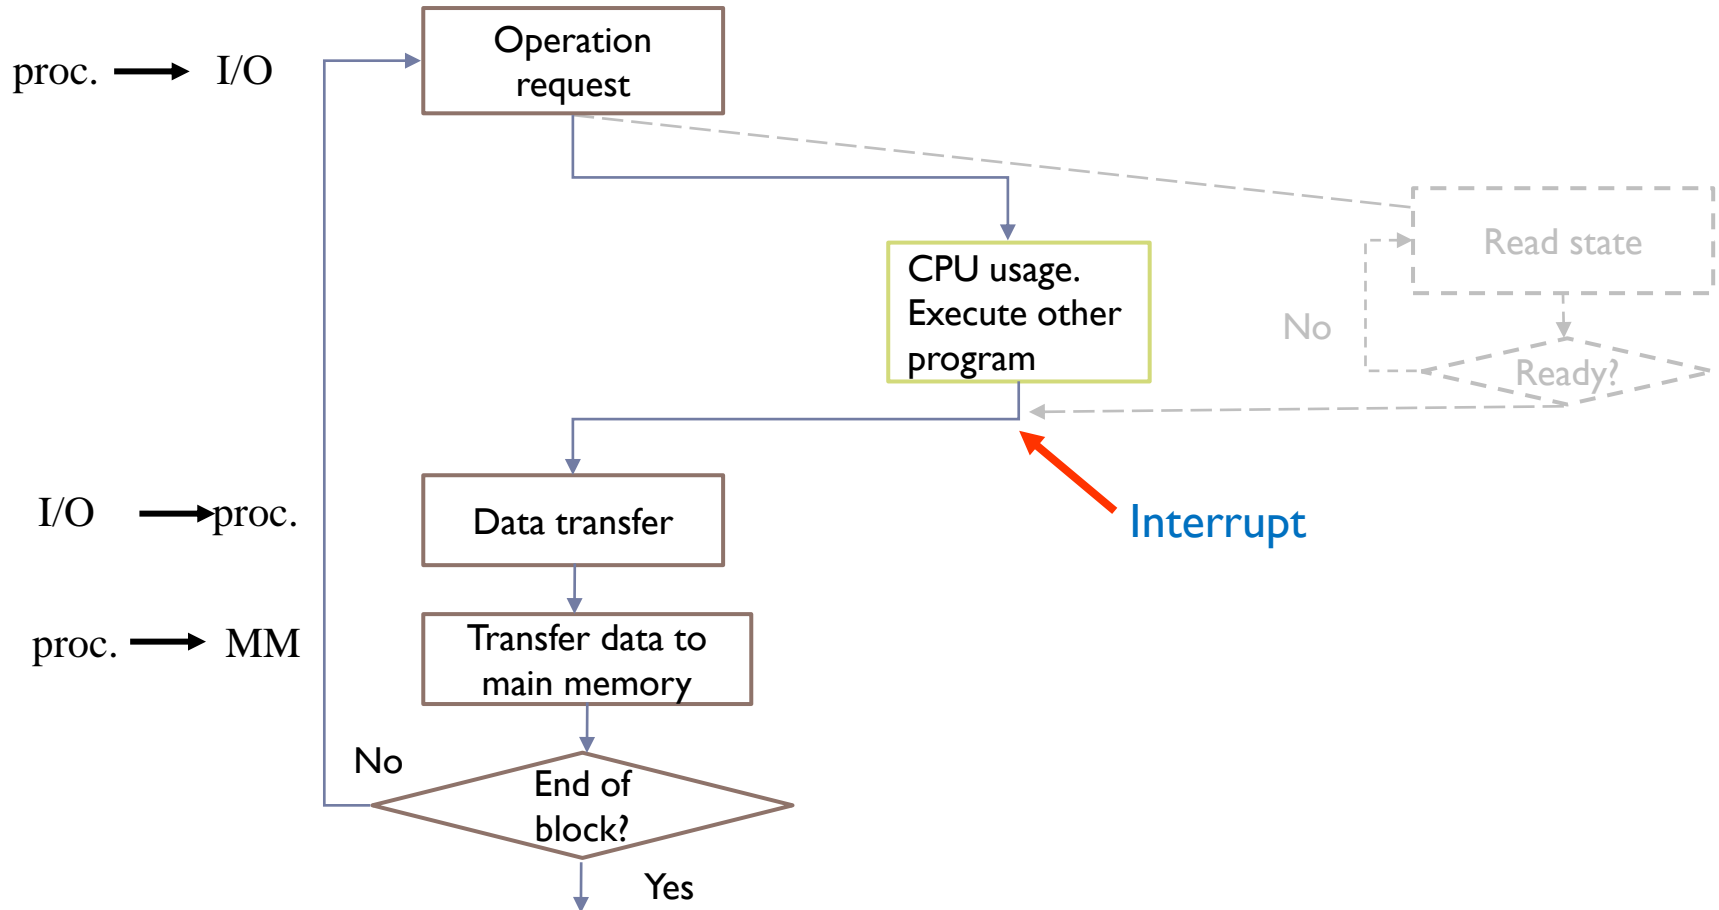 Operation
request
proc. I/O
CPU usage.
Execute other
program
Read state
No
Ready?
I/O proc.
Data transfer
Interrupt
proc. MM
Transfer data to
main memory
No
End of
block?
Yes